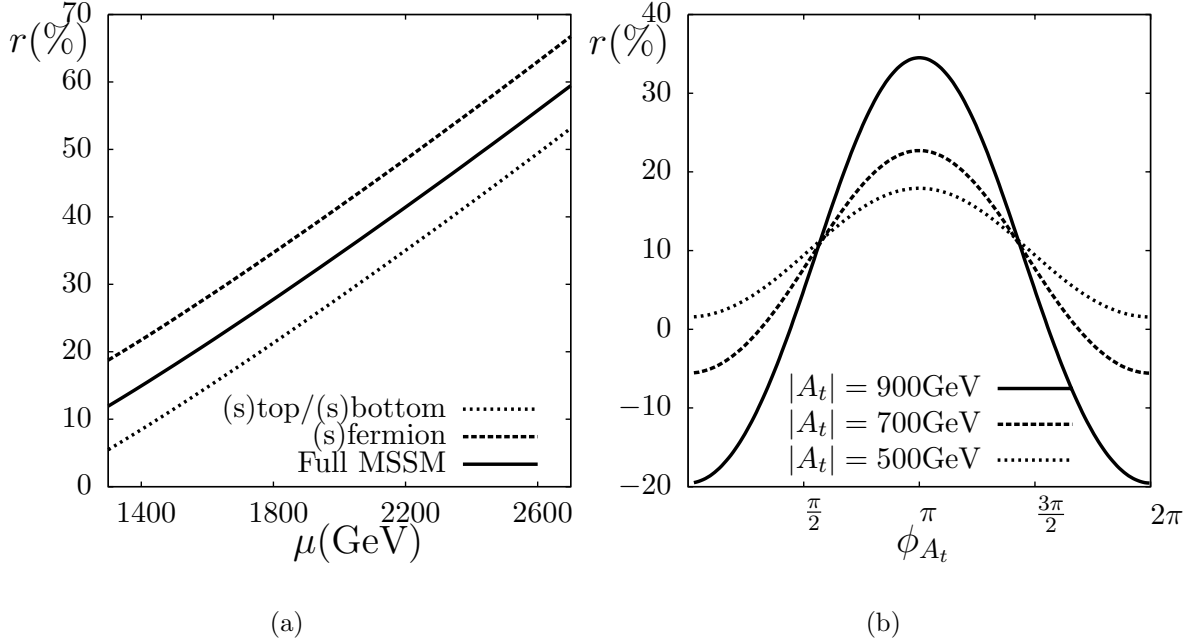 r(%)
70
60
50
40
30
20
10
0
(s)top/(s)bottom
(s)fermion
Full MSSM
1400 1800 2200 2600
μ(GeV)
(a)
r(%)
40
30
20
10
0
−10
−20
|A_t| = 900GeV
|A_t| = 700GeV
|A_t| = 500GeV
π/2 π 3π/2 2π
ϕ_{A_t}
(b)